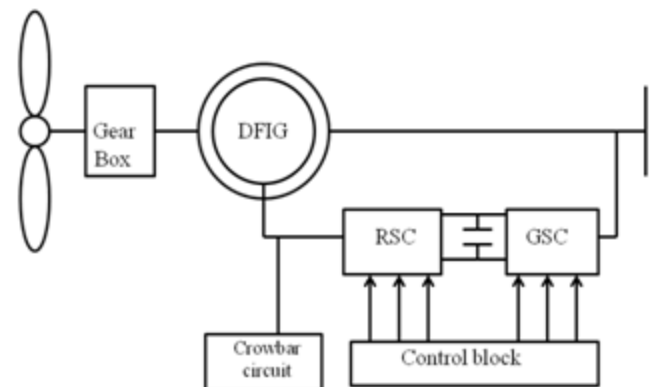 Gear
Box
DFIG
RSC
GSC
Crowbar
circuit
Control block